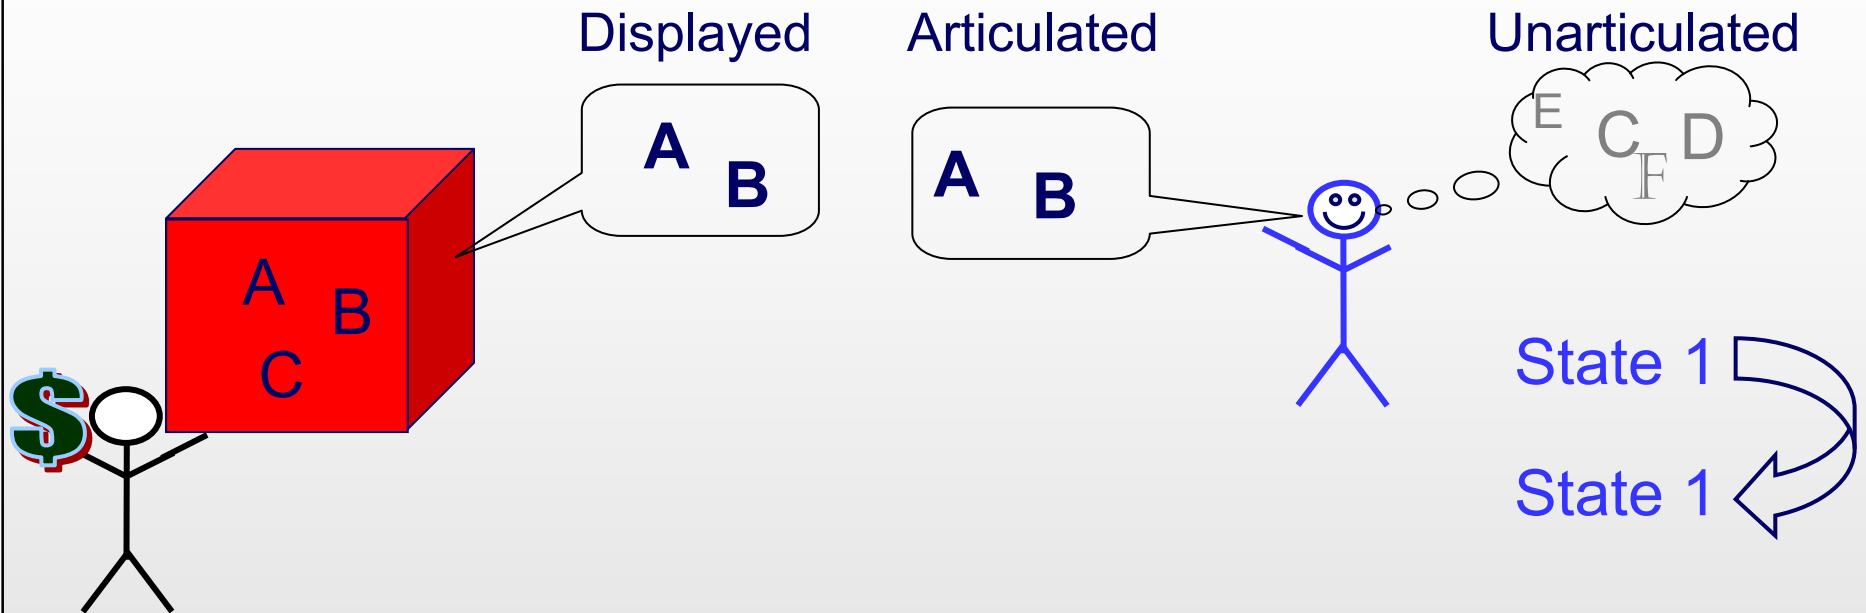 Displayed Articulated Unarticulated
A
B
A
B
E
C D
F
A
B
C
$
State 1
State 1